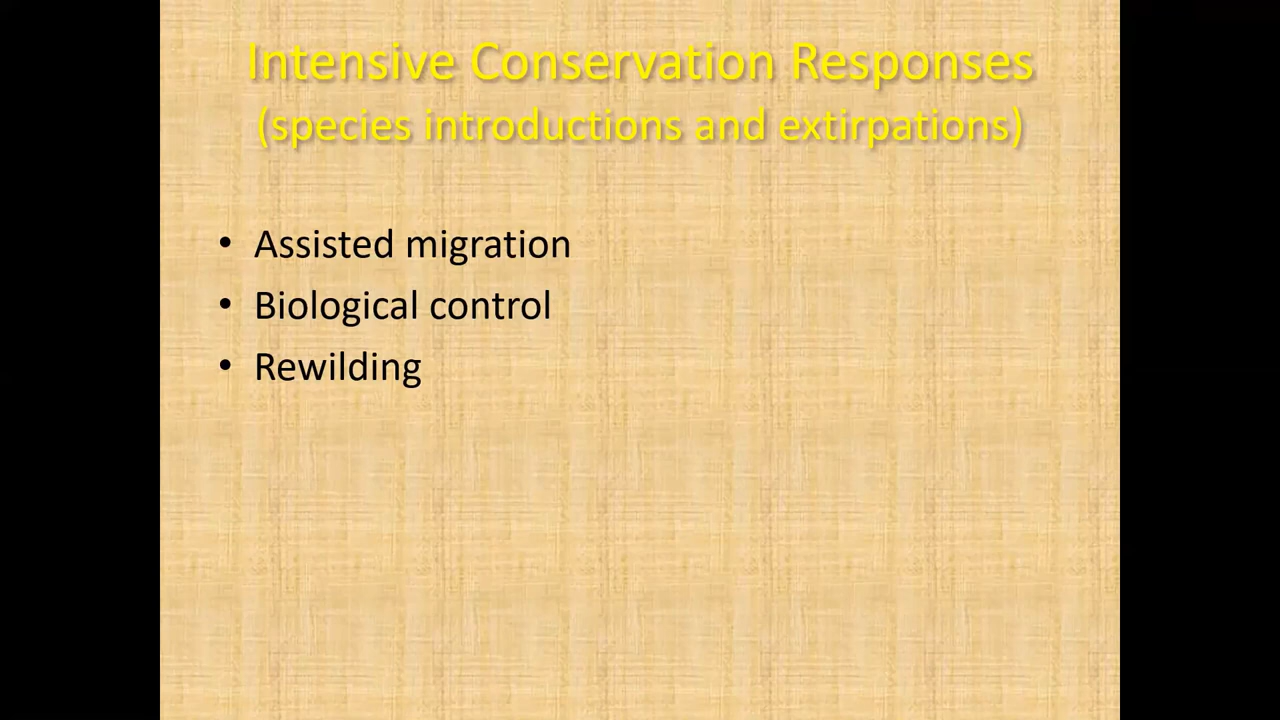 Intensive Conservation Responses
(species introductions and extirpations)
• Assisted migration
• Biological control
• Rewilding